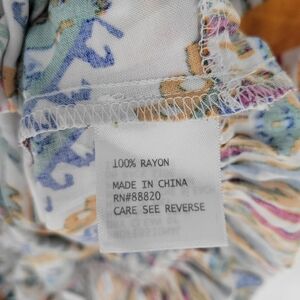 100% RAYON
MADE IN CHINA
RN#88820
CARE SEE REVERSE